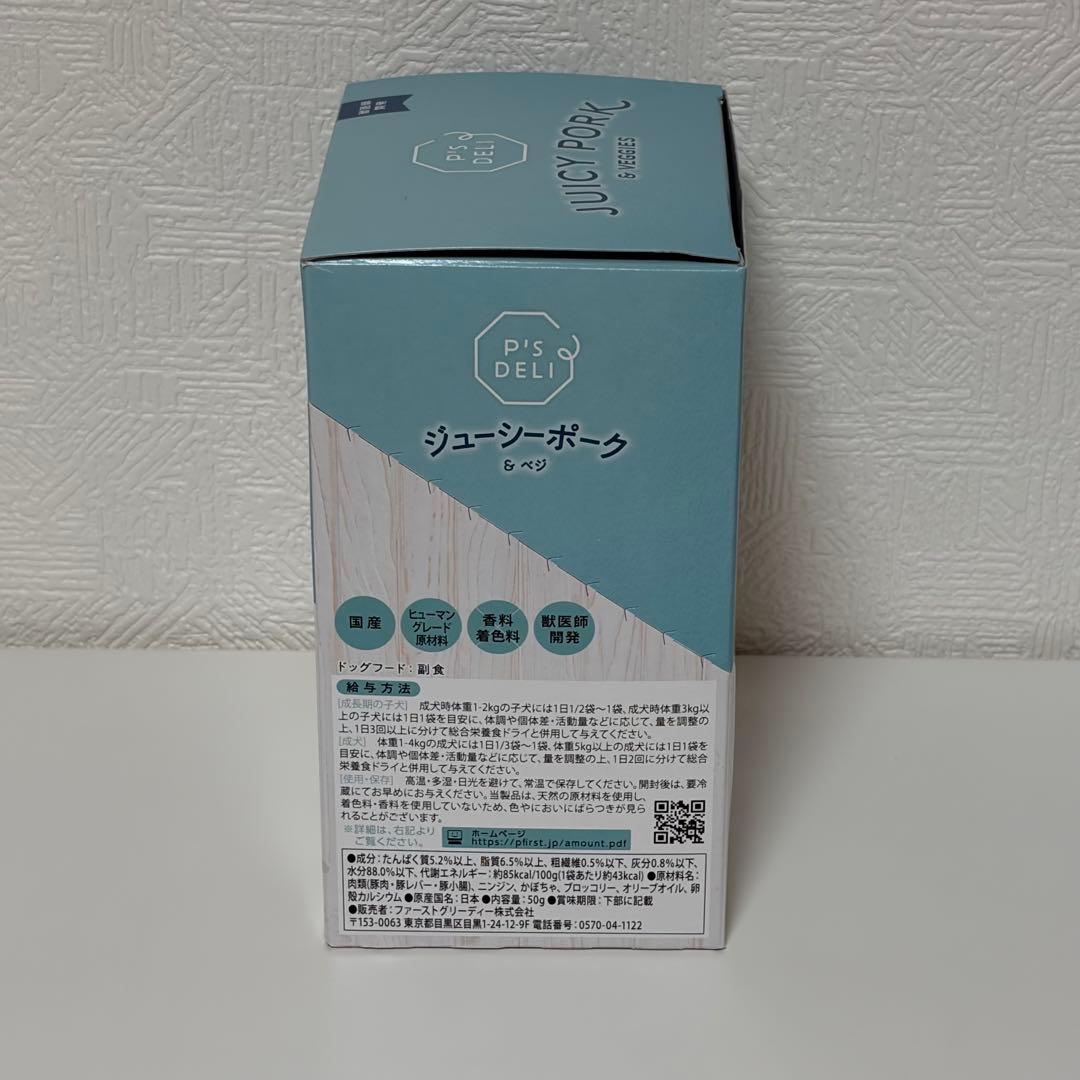 獣医師
開発
P's
DELI
JUICY PORK
& VEGGIES
P's
DELI
ジューシーポーク
& ベジ
国産
ヒューマン
グレード
原材料
香料
着色料
獣医師
開発
ドッグフード：副食
給与方法
[成長期の子犬] 成犬時体重1-2kgの子犬には1日1/2袋〜1袋、成犬時体重3kg以
上の子犬には1日1袋を目安に、体調や個体差・活動量などに応じて、量を調整の
上、1日3回以上に分けて総合栄養食ドライと併用して与えてください。
[成犬] 体重1-4kgの成犬には1日1/3袋〜1袋、体重5kg以上の成犬には1日1袋を
目安に、体調や個体差・活動量などに応じて、量を調整の上、1日2回に分けて総合
栄養食ドライと併用して与えてください。
[使用・保存] 高温・多湿・日光を避けて、常温で保存してください。開封後は、要冷
蔵にてお早めにお与えください。当製品は、天然の原材料を使用し、
着色料・香料を使用していないため、色やにおいにばらつきが見ら
れることがございます。
※詳細は、右記より
ご覧ください。
ホームページ
https://pfirst.jp/amount.pdf
●成分：たんぱく質5.2%以上、脂質6.5%以上、粗繊維0.5%以下、灰分0.8%以下、
水分88.0%以下、代謝エネルギー：約85kcal/100g(1袋あたり約43kcal) ●原材料名：
肉類(豚肉・豚レバー・豚小腸)、ニンジン、かぼちゃ、ブロッコリー、オリーブオイル、卵
殻カルシウム ●原産国名：日本 ●内容量：50g ●賞味期限：下部に記載
●販売者：ファーストグリーディー株式会社
〒153-0063 東京都目黒区目黒1-24-12-9F 電話番号：0570-04-1122